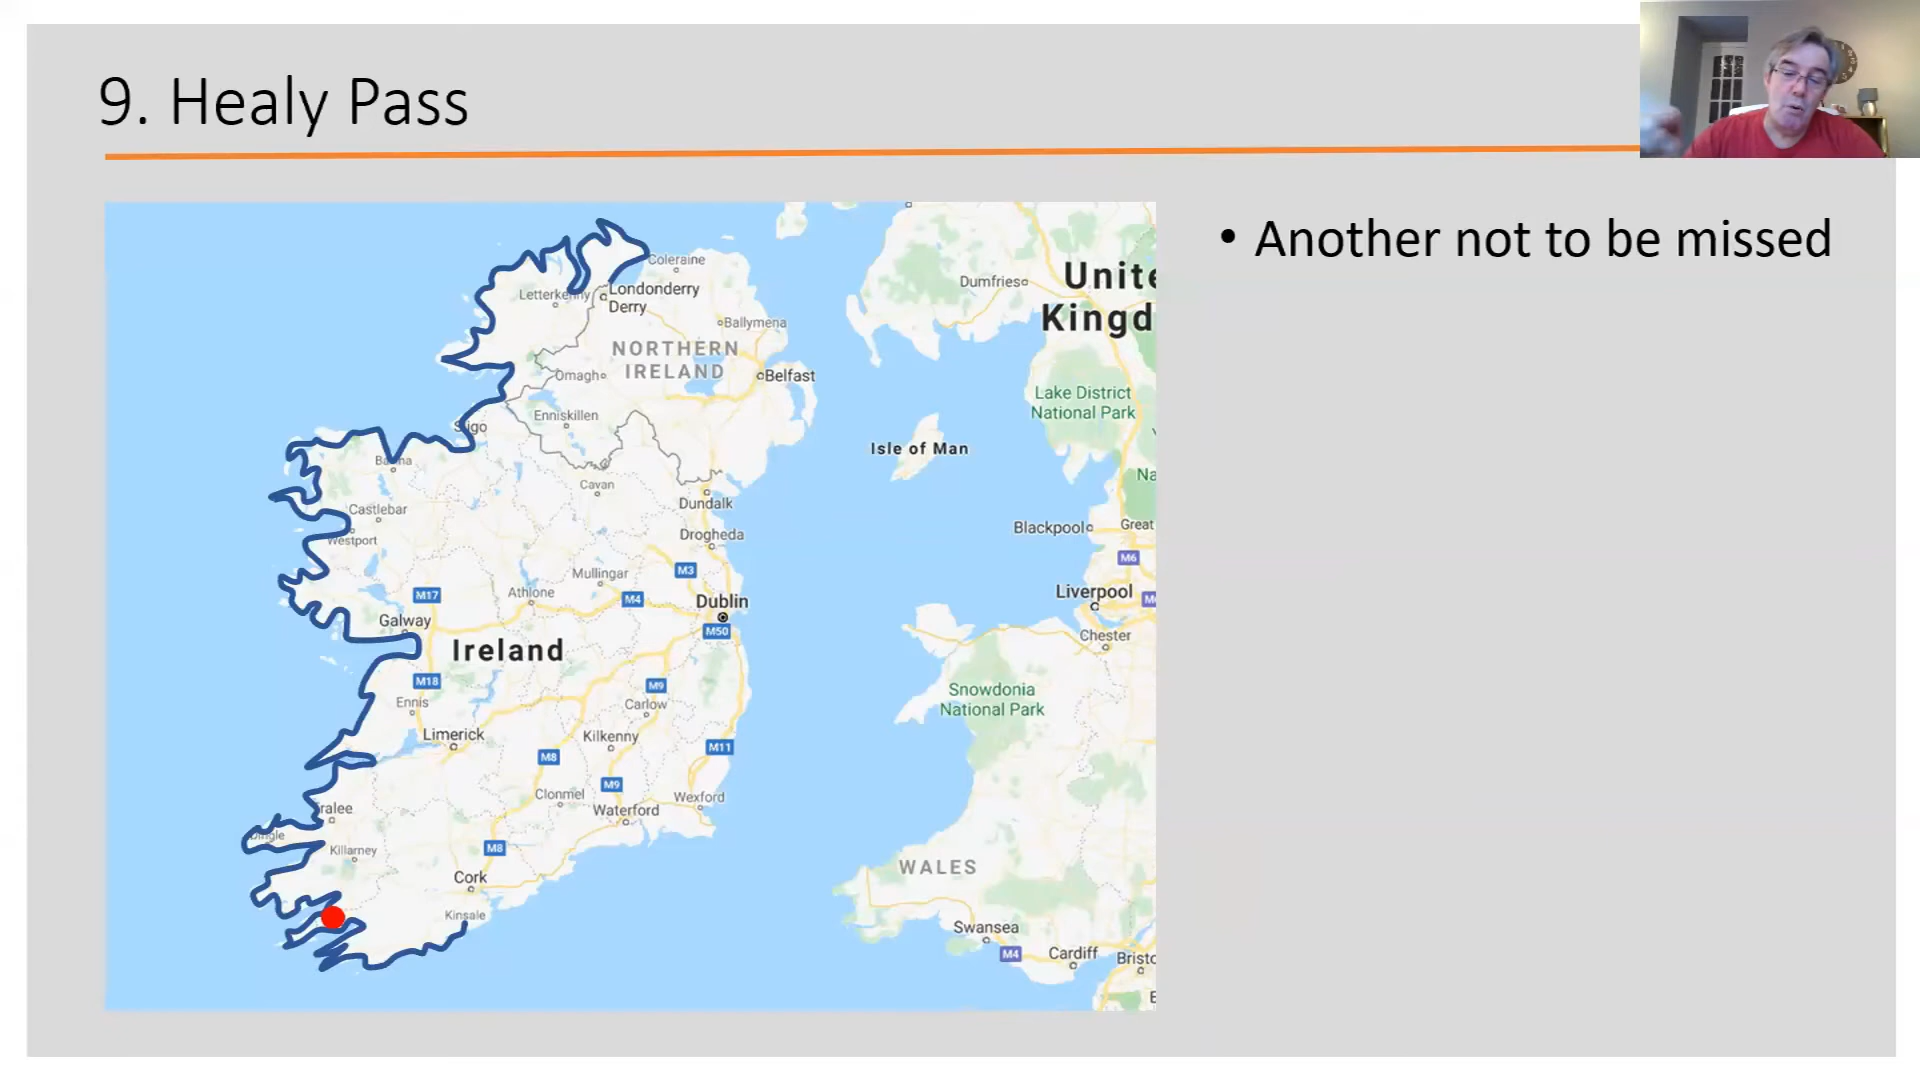 9. Healy Pass
• Another not to be missed
Coleraine
Letterkenny
Londonderry
Derry
Ballymena
NORTHERN
IRELAND
Omagh
Belfast
Enniskillen
Sligo
Ballina
Cavan
Dundalk
Castlebar
Westport
Drogheda
Mullingar
M3
M17
Athlone
M4
Dublin
M50
Galway
Ireland
M18
M9
Ennis
Carlow
Limerick
Kilkenny
M11
M8
M9
Clonmel
Wexford
Waterford
Tralee
Dingle
Killarney
M8
Cork
Kinsale
Dumfries
Unite
Kingd
Lake District
National Park
Isle of Man
Na
Blackpool
Great
M6
Liverpool
Chester
Snowdonia
National Park
WALES
Swansea
M4
Cardiff
Bristo